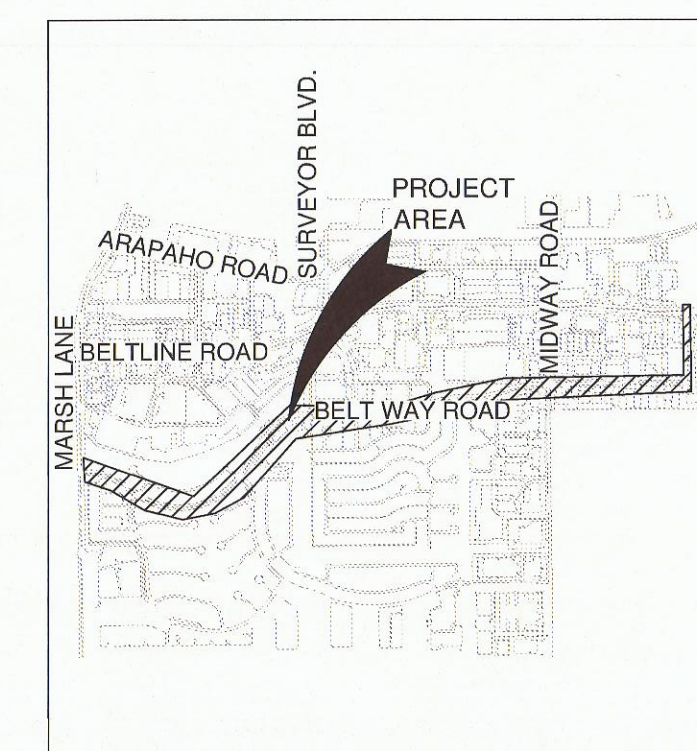 SURVEYOR BLVD.
PROJECT
AREA
ARAPAHO ROAD
MIDWAY ROAD
MARSH LANE
BELTLINE ROAD
BELT WAY ROAD